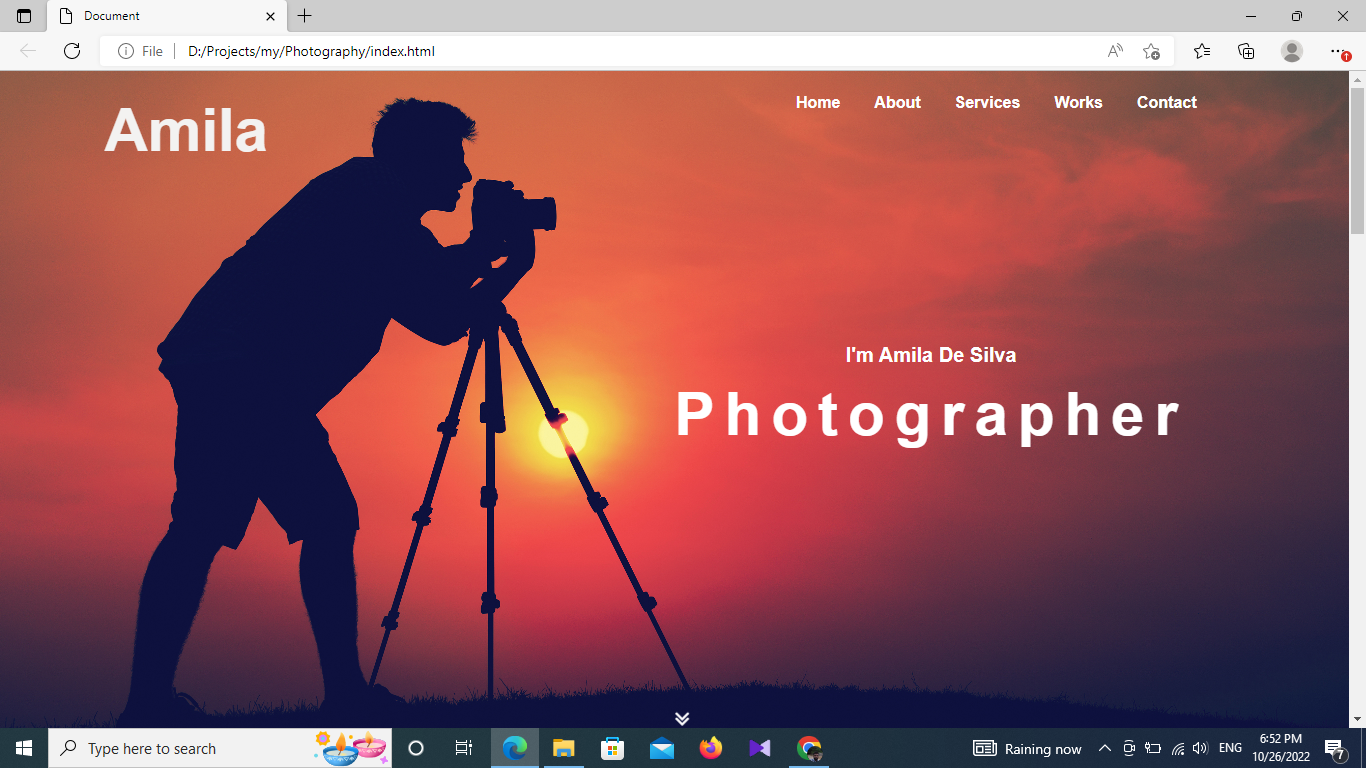 Document
File
D:/Projects/my/Photography/index.html
Amila
Home About Services Works Contact
I'm Amila De Silva
Photographer
Type here to search
Raining now
ENG
6:52 PM
10/26/2022
7